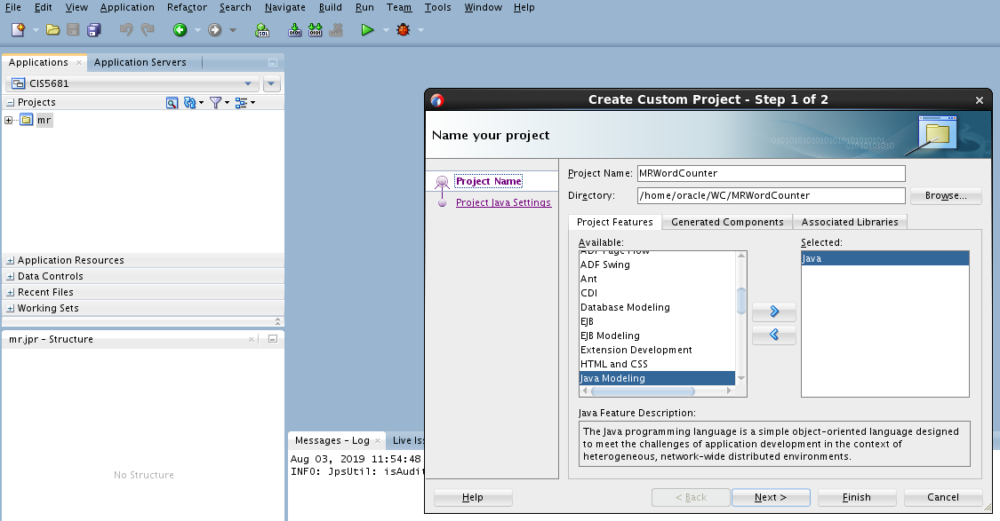 File Edit View Application Refactor Search Navigate Build Run Team Tools Window Help
Applications Application Servers
CIS5681
Projects
mr
Application Resources
Data Controls
Recent Files
Working Sets
mr.jpr - Structure
No Structure
Messages - Log Live Iss
Aug 03, 2019 11:54:48
INFO: JpsUtil: isAudit
Create Custom Project - Step 1 of 2
Name your project
Project Name
Project Java Settings
Project Name: MRWordCounter
Directory: /home/oracle/WC/MRWordCounter Browse...
Project Features Generated Components Associated Libraries
Available:
ADF Page Flow
ADF Swing
Ant
CDI
Database Modeling
EJB
EJB Modeling
Extension Development
HTML and CSS
Java Modeling
Selected:
Java
Java Feature Description:
The Java programming language is a simple object-oriented language designed
to meet the challenges of application development in the context of
heterogeneous, network-wide distributed environments.
Help < Back Next > Finish Cancel